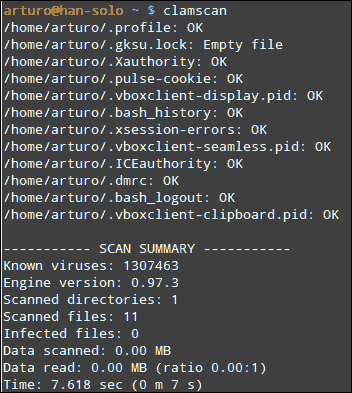 arturo@han-solo ~ $ clamscan
/home/arturo/.profile: OK
/home/arturo/.gksu.lock: Empty file
/home/arturo/.Xauthority: OK
/home/arturo/.pulse-cookie: OK
/home/arturo/.vboxclient-display.pid: OK
/home/arturo/.bash_history: OK
/home/arturo/.xsession-errors: OK
/home/arturo/.vboxclient-seamless.pid: OK
/home/arturo/.ICEauthority: OK
/home/arturo/.dmrc: OK
/home/arturo/.bash_logout: OK
/home/arturo/.vboxclient-clipboard.pid: OK
----------- SCAN SUMMARY -----------
Known viruses: 1307463
Engine version: 0.97.3
Scanned directories: 1
Scanned files: 11
Infected files: 0
Data scanned: 0.00 MB
Data read: 0.00 MB (ratio 0.00:1)
Time: 7.618 sec (0 m 7 s)